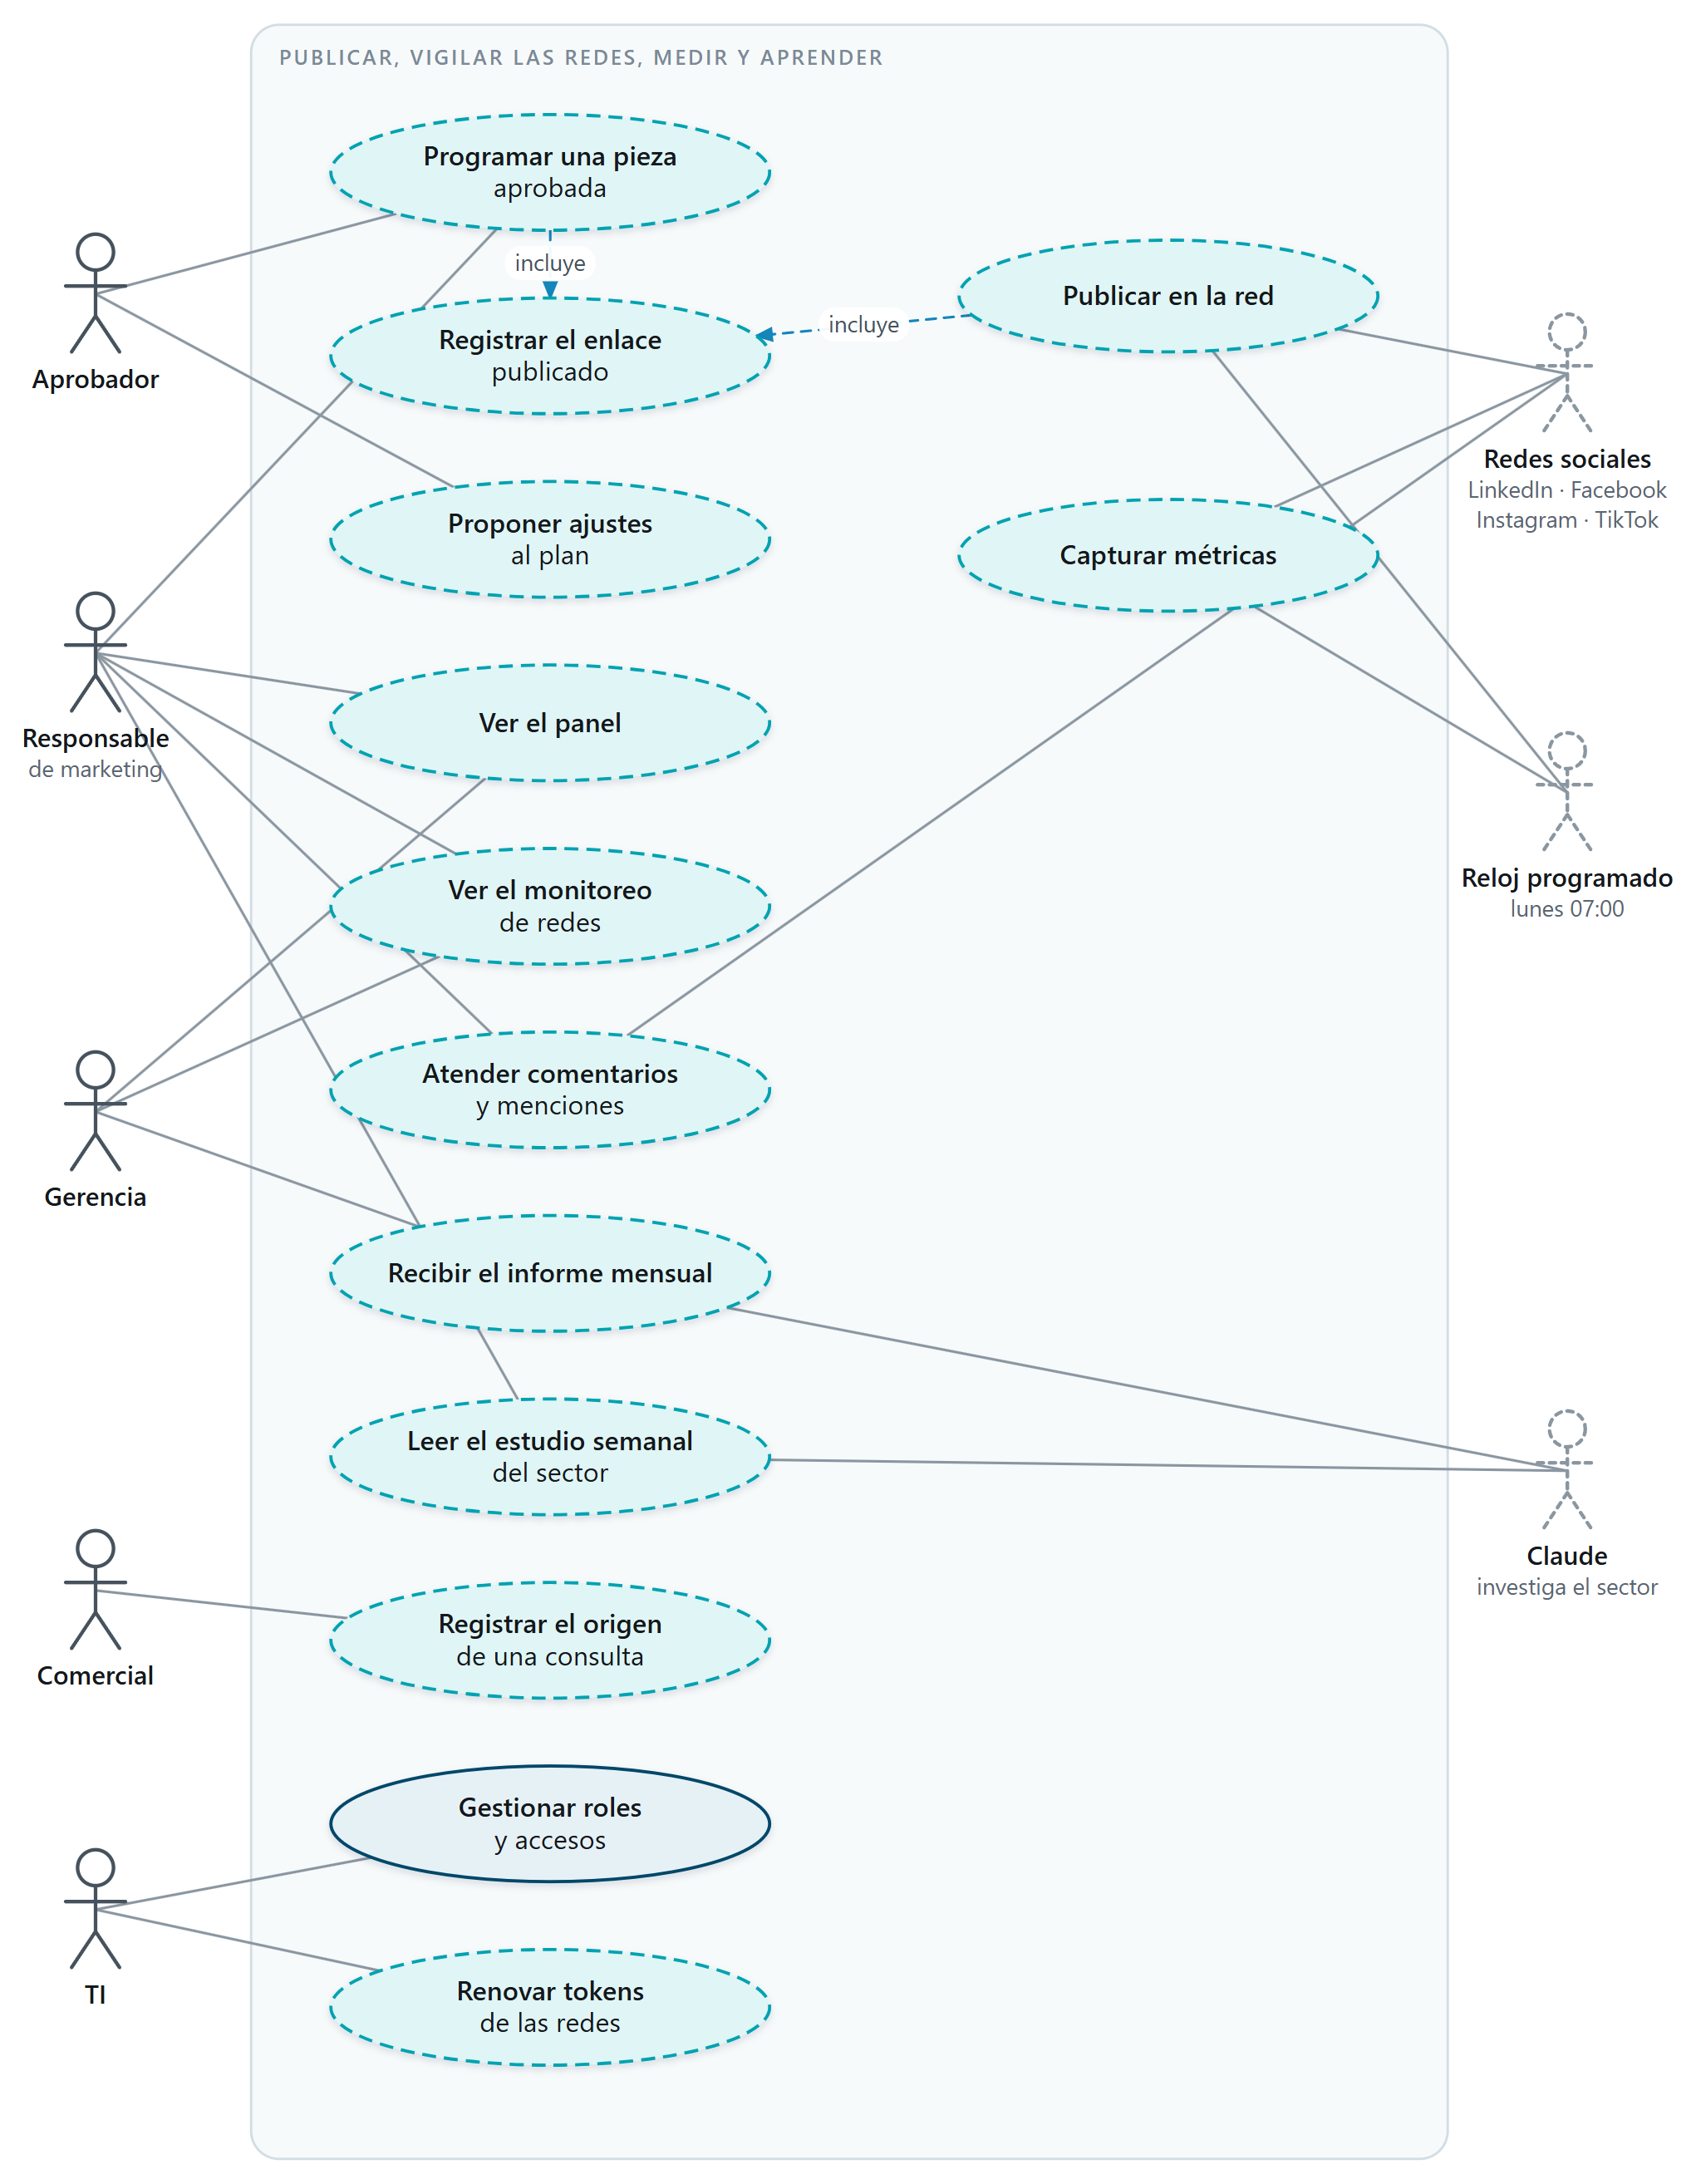 PUBLICAR, VIGILAR LAS REDES, MEDIR Y APRENDER
Programar una pieza
aprobada
incluye
Registrar el enlace
publicado
incluye
Publicar en la red
Aprobador
Redes sociales
LinkedIn · Facebook
Instagram · TikTok
Proponer ajustes
al plan
Capturar métricas
Responsable
de marketing
Ver el panel
Reloj programado
lunes 07:00
Ver el monitoreo
de redes
Atender comentarios
y menciones
Gerencia
Recibir el informe mensual
Leer el estudio semanal
del sector
Claude
investiga el sector
Registrar el origen
de una consulta
Comercial
Gestionar roles
y accesos
TI
Renovar tokens
de las redes